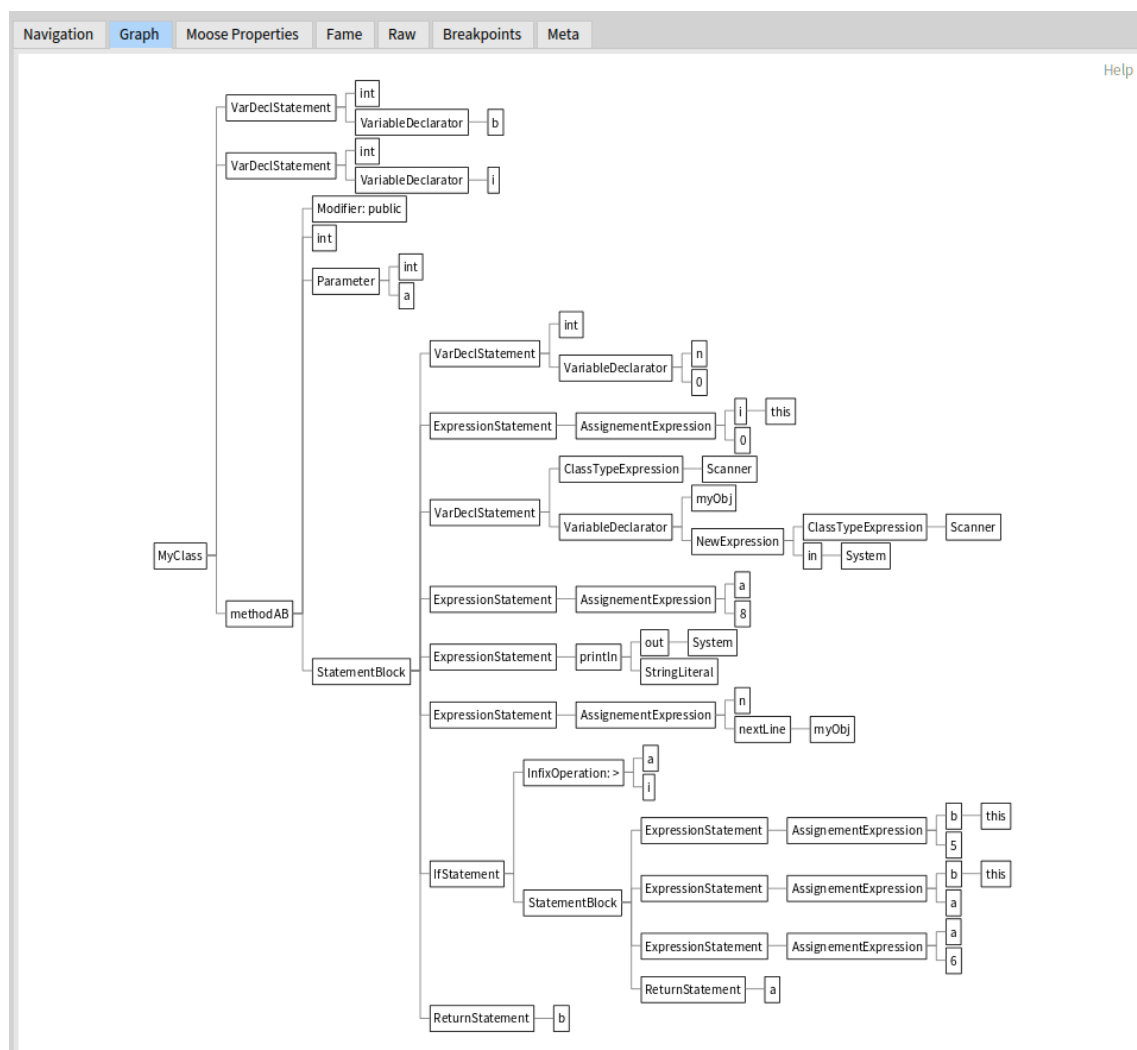 Navigation Graph Moose Properties Fame Raw Breakpoints Meta
Help
int
VarDeclStatement
VariableDeclarator b
int
VarDeclStatement
VariableDeclarator i
Modifier: public
int
int
Parameter
a
int
VarDeclStatement
n
VariableDeclarator
0
i this
ExpressionStatement AssignementExpression
0
ClassTypeExpression Scanner
myObj
VarDeclStatement
VariableDeclarator
ClassTypeExpression Scanner
NewExpression
MyClass
in System
a
ExpressionStatement AssignementExpression
methodAB
8
out System
ExpressionStatement println
StatementBlock
StringLiteral
n
ExpressionStatement AssignementExpression
nextLine myObj
a
InfixOperation: >
i
b this
ExpressionStatement AssignementExpression
5
IfStatement
b this
ExpressionStatement AssignementExpression
StatementBlock
a
a
ExpressionStatement AssignementExpression
6
ReturnStatement a
ReturnStatement b